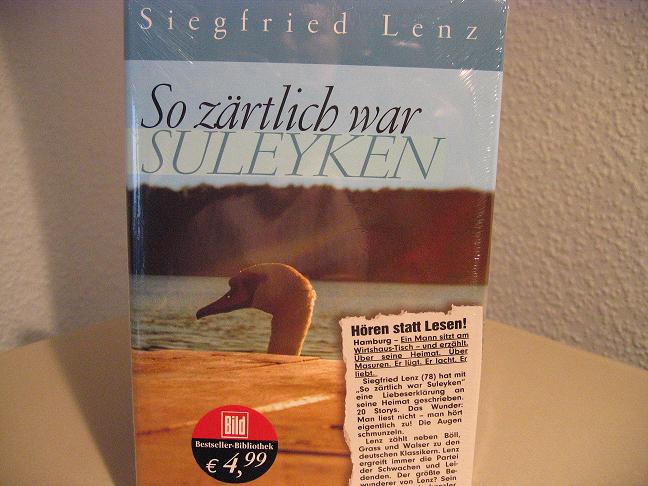 Siegfried Lenz
So zärtlich war
SULEYKEN
Hören statt Lesen!
Hamburg – Ein Mann sitzt am
Wirtshaus-Tisch – und erzählt.
Über seine Heimat. Über
Masuren. Er lügt. Er lacht. Er
liebt.
Siegfried Lenz (78) hat mit
„So zärtlich war Suleyken"
eine Liebeserklärung an
seine Heimat geschrieben.
20 Storys. Das Wunder:
Man liest nicht – man hört
eigentlich zu! Die Augen
schmunzeln.
Lenz zählt neben Böll,
Grass und Walser zu den
deutschen Klassikern. Lenz
ergreift immer die Partei
der Schwachen und Lei-
denden. Der größte Be-
wunderer von Lenz? Sein
Bild
Bestseller-Bibliothek
€ 4,99